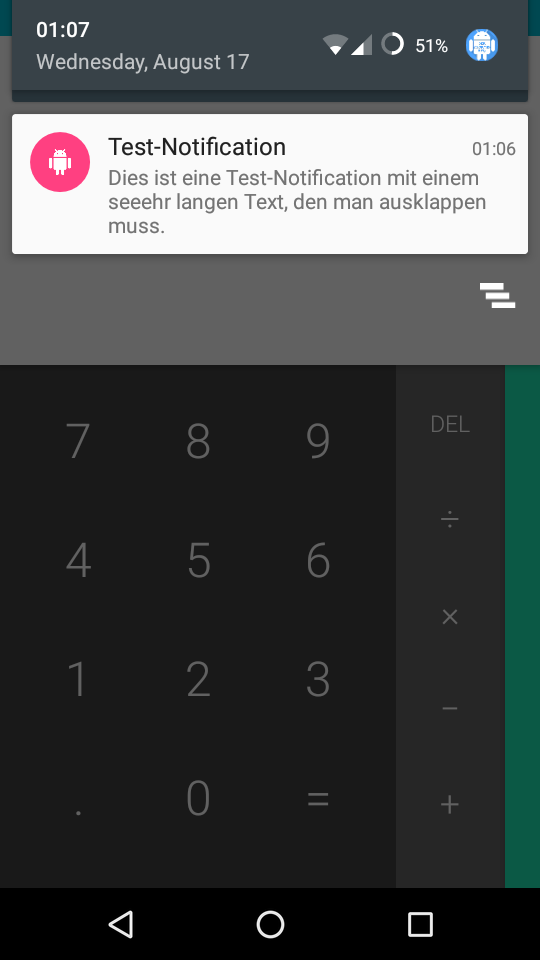 01:07
Wednesday, August 17
51%
Test-Notification
01:06
Dies ist eine Test-Notification mit einem
seeehr langen Text, den man ausklappen
muss.
7 8 9 DEL
÷
4 5 6
×
1 2 3
−
. 0 = +